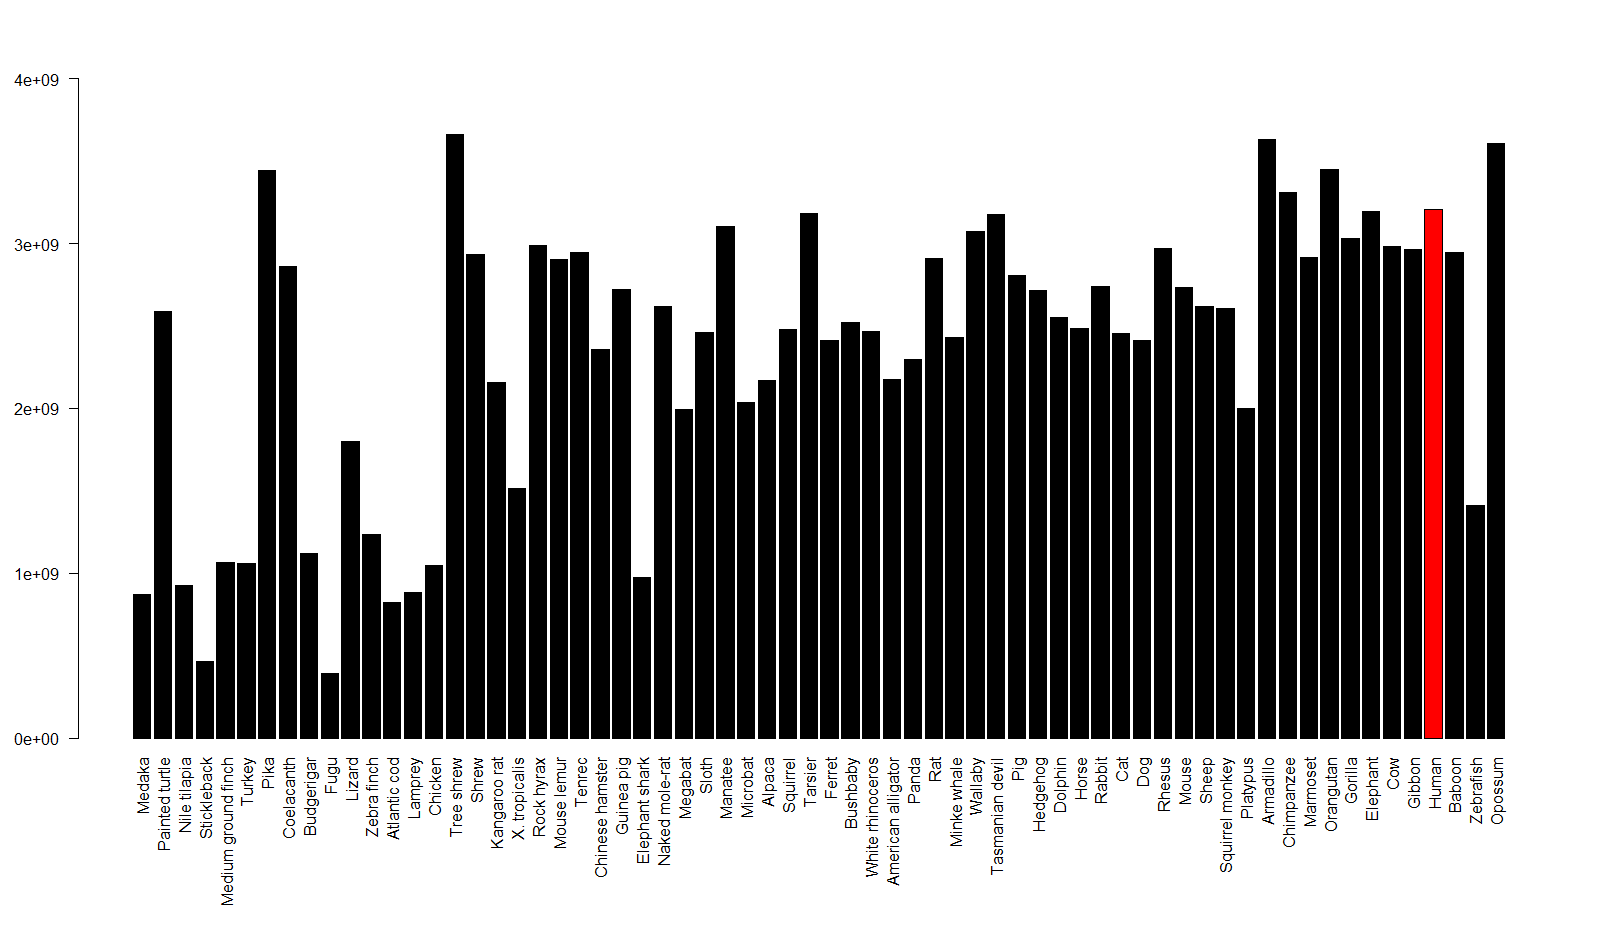 4e+09
3e+09
2e+09
1e+09
0e+00
Medaka
Painted turtle
Nile tilapia
Stickleback
Medium ground finch
Turkey
Pika
Coelacanth
Budgerigar
Fugu
Lizard
Zebra finch
Atlantic cod
Lamprey
Chicken
Tree shrew
Shrew
Kangaroo rat
X. tropicalis
Rock hyrax
Mouse lemur
Tenrec
Chinese hamster
Guinea pig
Elephant shark
Naked mole-rat
Megabat
Sloth
Manatee
Microbat
Alpaca
Squirrel
Tarsier
Ferret
Bushbaby
White rhinoceros
American alligator
Panda
Rat
Minke whale
Wallaby
Tasmanian devil
Pig
Hedgehog
Dolphin
Horse
Rabbit
Cat
Dog
Rhesus
Mouse
Sheep
Squirrel monkey
Platypus
Armadillo
Chimpanzee
Marmoset
Orangutan
Gorilla
Elephant
Cow
Gibbon
Human
Baboon
Zebrafish
Opossum